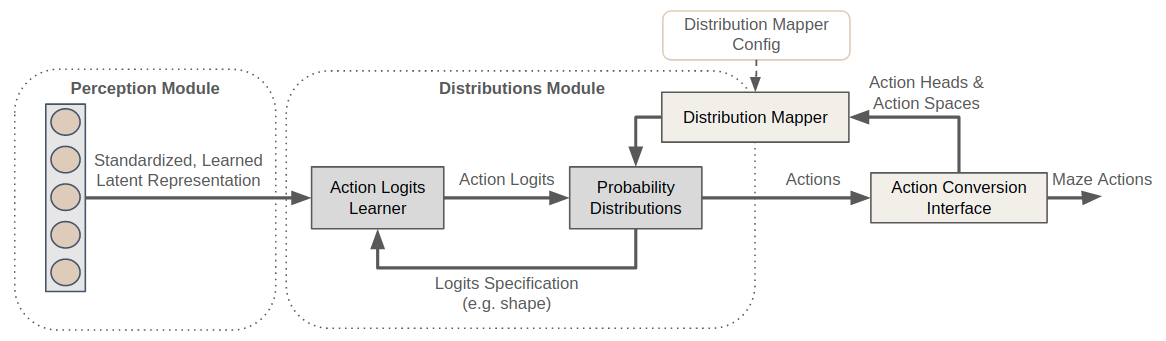 Distribution Mapper
Config
Perception Module
Distributions Module
Action Heads &
Action Spaces
Distribution Mapper
Standardized, Learned
Latent Representation
Action Logits
Learner
Action Logits
Probability
Distributions
Actions
Action Conversion
Interface
Maze Actions
Logits Specification
(e.g. shape)